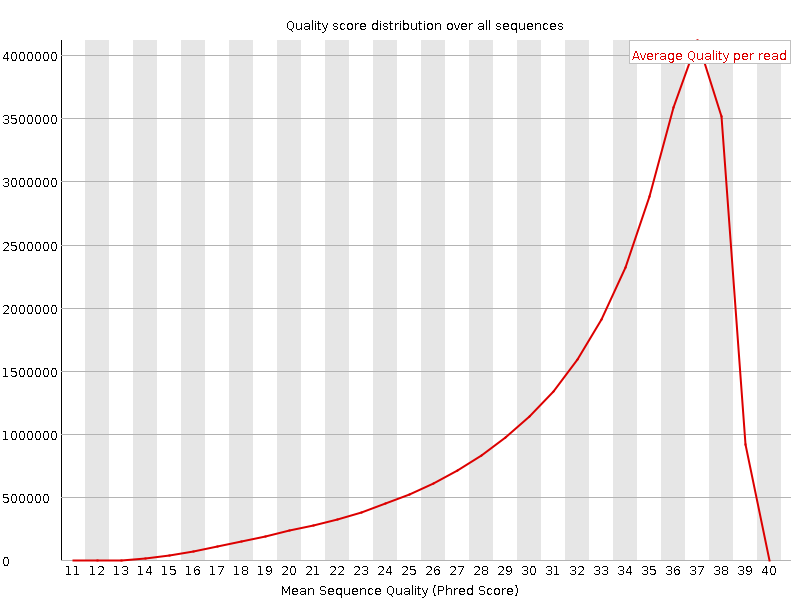 Quality score distribution over all sequences
Average Quality per read
4000000
3500000
3000000
2500000
2000000
1500000
1000000
500000
0
11 12 13 14 15 16 17 18 19 20 21 22 23 24 25 26 27 28 29 30 31 32 33 34 35 36 37 38 39 40
Mean Sequence Quality (Phred Score)